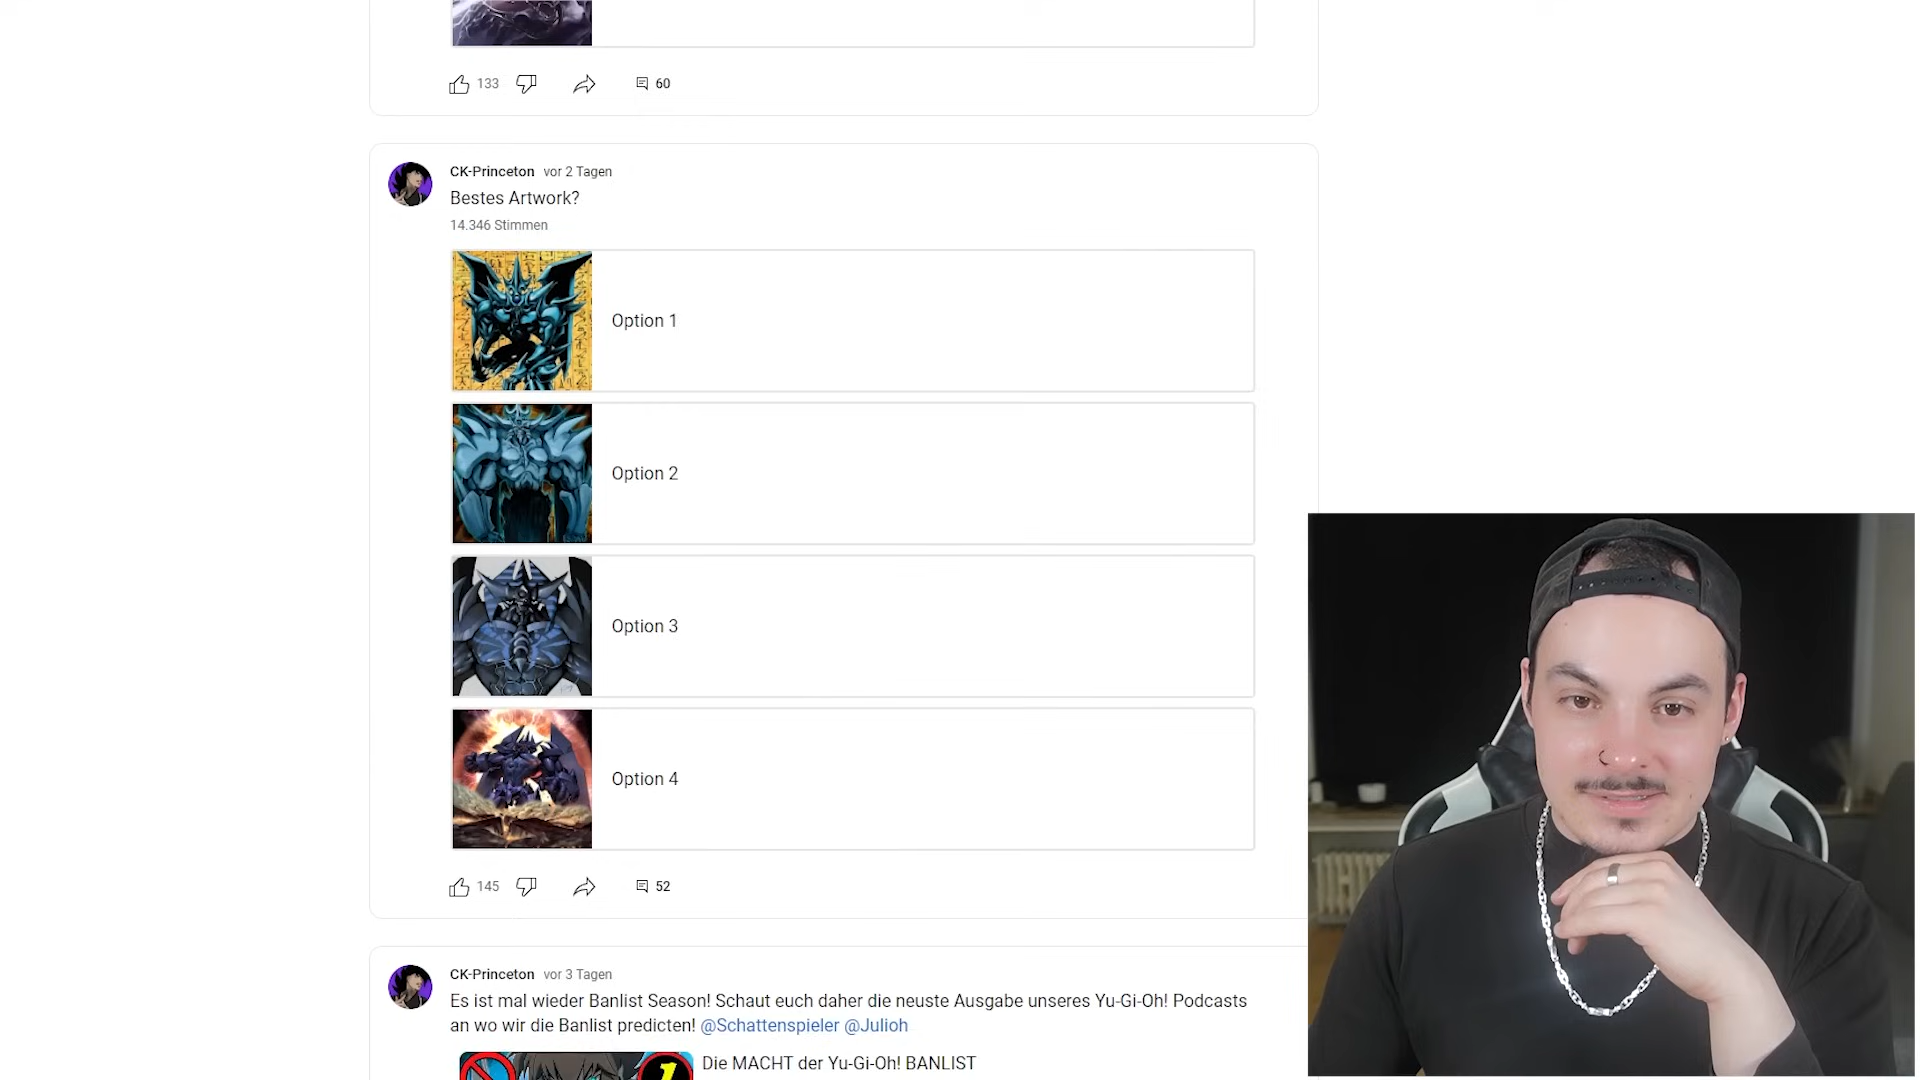 133
60
CK-Princeton vor 2 Tagen
Bestes Artwork?
14.346 Stimmen
Option 1
Option 2
Option 3
Option 4
145
52
CK-Princeton vor 3 Tagen
Es ist mal wieder Banlist Season! Schaut euch daher die neuste Ausgabe unseres Yu-Gi-Oh! Podcasts
an wo wir die Banlist predicten! @Schattenspieler @Julioh
Die MACHT der Yu-Gi-Oh! BANLIST